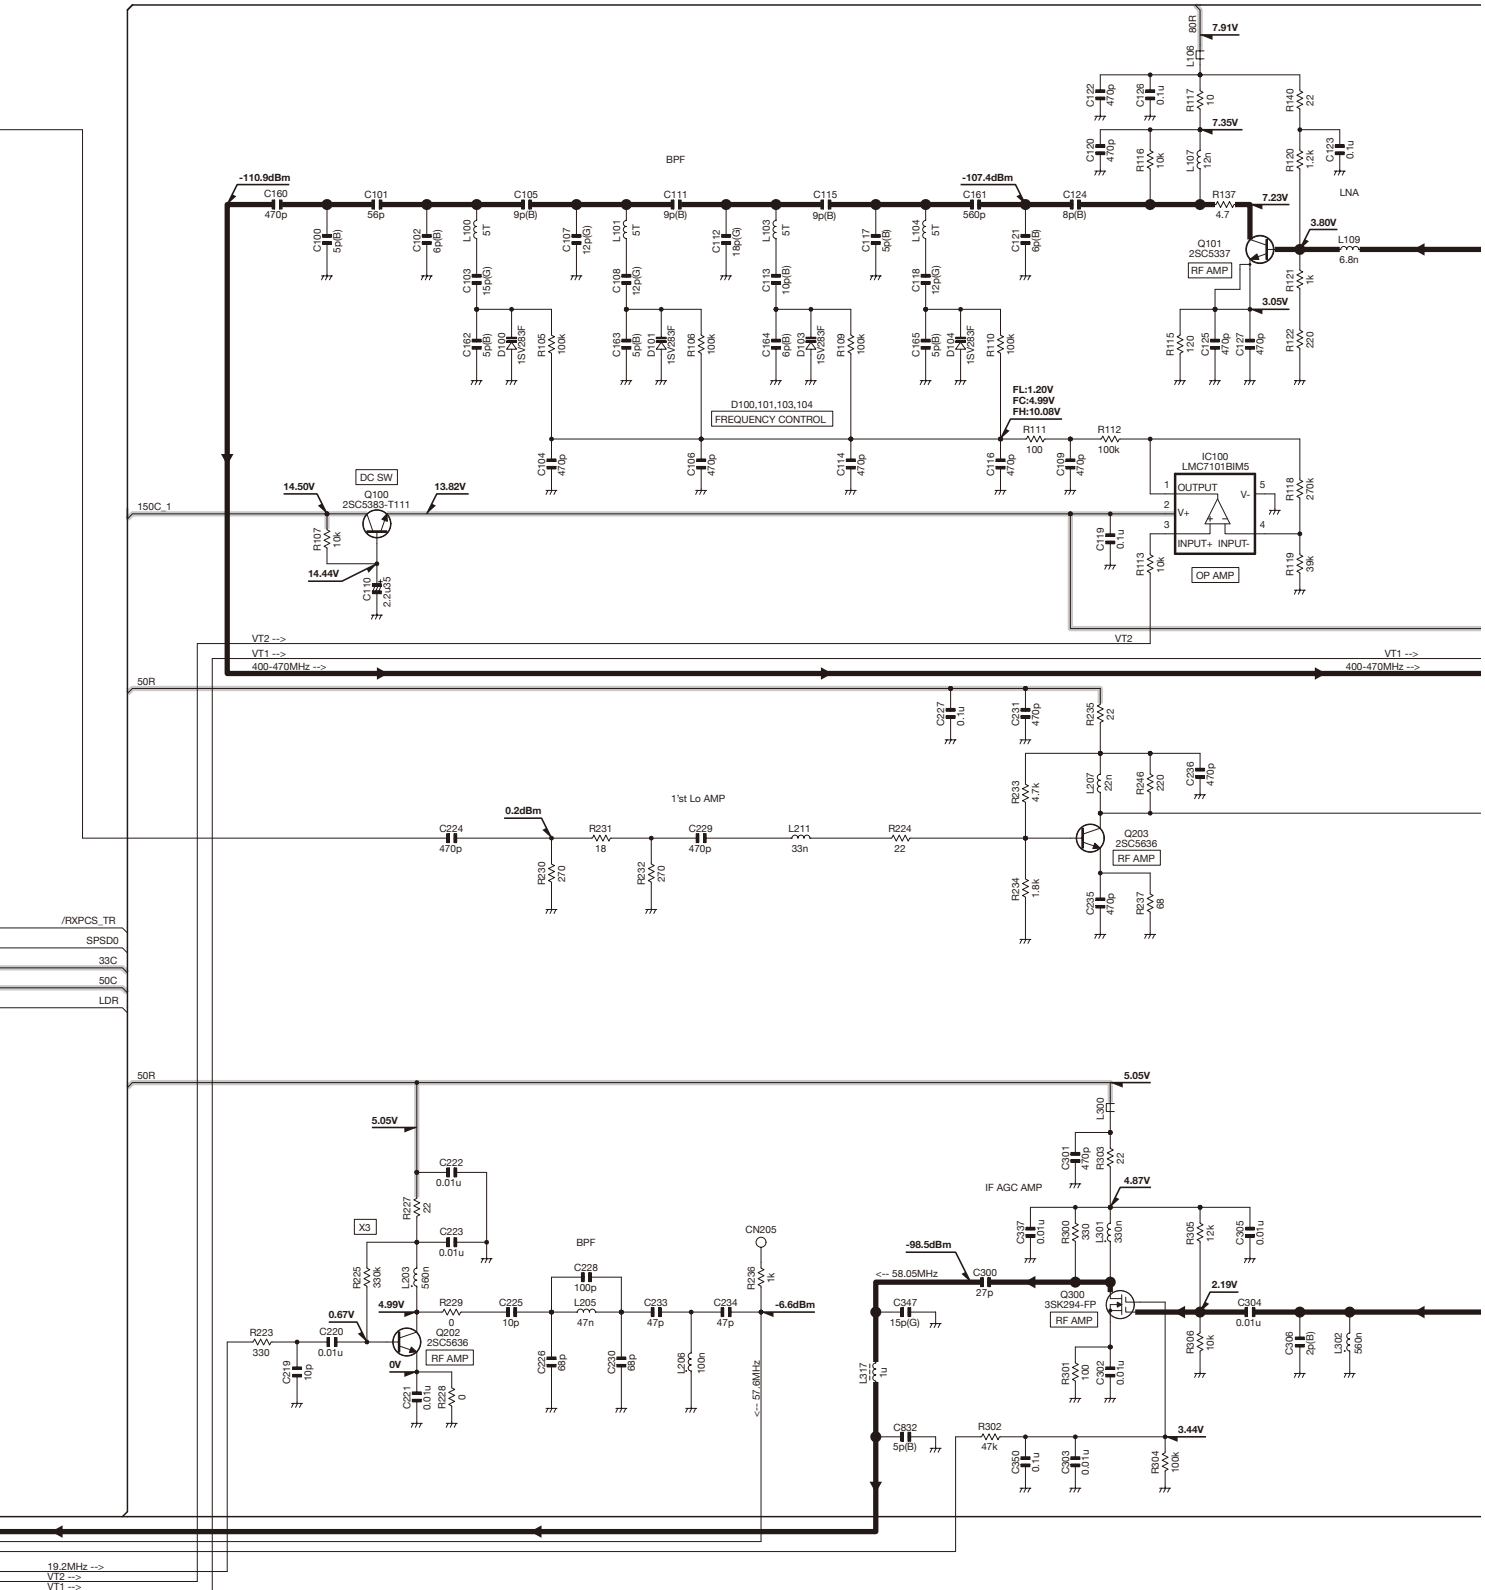 80R
7.91V
L106
C122
470p
C126
0.1u
R117
10
R140
22
7.35V
C120
470p
R116
10k
L107
12n
R120
1.2k
C123
0.1u
BPF
LNA
-110.9dBm
-107.4dBm
C160
470p
C101
56p
C105
9p(B)
C111
9p(B)
C115
9p(B)
C161
560p
C124
8p(B)
R137
4.7
7.23V
C100
5p(B)
C102
6p(B)
L100
5T
C107
12p(G)
L101
5T
C112
18p(G)
L103
5T
C117
5p(B)
L104
5T
C121
6p(B)
3.80V
L109
6.8n
Q101
2SC5337
RF AMP
R121
1k
C103
15p(G)
C108
12p(G)
C113
10p(B)
C118
12p(G)
3.05V
C162
5p(B)
D100
1SV283F
R105
100k
C163
5p(B)
D101
1SV283F
R106
100k
C164
6p(B)
D103
1SV283F
R109
100k
C165
5p(B)
D104
1SV283F
R110
100k
R115
120
C125
470p
C127
470p
R122
220
FL:1.20V
FC:4.99V
FH:10.08V
D100,101,103,104
FREQUENCY CONTROL
R111
100
R112
100k
C104
470p
C106
470p
C114
470p
C116
470p
C109
470p
IC100
LMC7101BIM5
1
OUTPUT
5
V-
2
V+
3
4
INPUT+
INPUT-
+
-
OP AMP
R118
270k
R119
39k
DC SW
Q100
2SC5383-T111
14.50V
13.82V
150C_1
R107
10k
14.44V
C110
2.2u35
C119
0.1u
R113
10k
VT2 -->
VT2
VT1 -->
VT1 -->
400-470MHz -->
400-470MHz -->
50R
C227
0.1u
C231
470p
R235
22
R233
4.7k
L207
22n
R246
220
C236
470p
1'st Lo AMP
0.2dBm
C224
470p
R231
18
C229
470p
L211
33n
R224
22
Q203
2SC5636
RF AMP
R230
270
R232
270
R234
1.8k
C235
470p
R237
68
/RXPCS_TR
SPSD0
33C
50C
LDR
50R
5.05V
5.05V
L300
C301
470p
R303
22
C222
0.01u
R227
22
IF AGC AMP
4.87V
X3
C223
0.01u
R225
330k
L203
560n
BPF
CN205
R236
1k
C337
0.01u
R300
330
L301
330n
R305
12k
C305
0.01u
-98.5dBm
<-- 58.05MHz
C300
27p
2.19V
C228
100p
4.99V
R229
0
C225
10p
L205
47n
C233
47p
C234
47p
-6.6dBm
C347
15p(G)
Q300
3SK294-FP
RF AMP
C304
0.01u
0.67V
Q202
2SC5636
RF AMP
R223
330
C220
0.01u
C219
10p
0V
C221
0.01u
R228
0
C226
68p
C230
68p
L206
100n
<-- 57.6MHz
L317
1u
R301
100
C302
0.01u
R306
10k
C306
2p(B)
L302
560n
C832
5p(B)
R302
47k
3.44V
C350
0.1u
C303
0.01u
R304
100k
19.2MHz -->
VT2 -->
VT1 -->